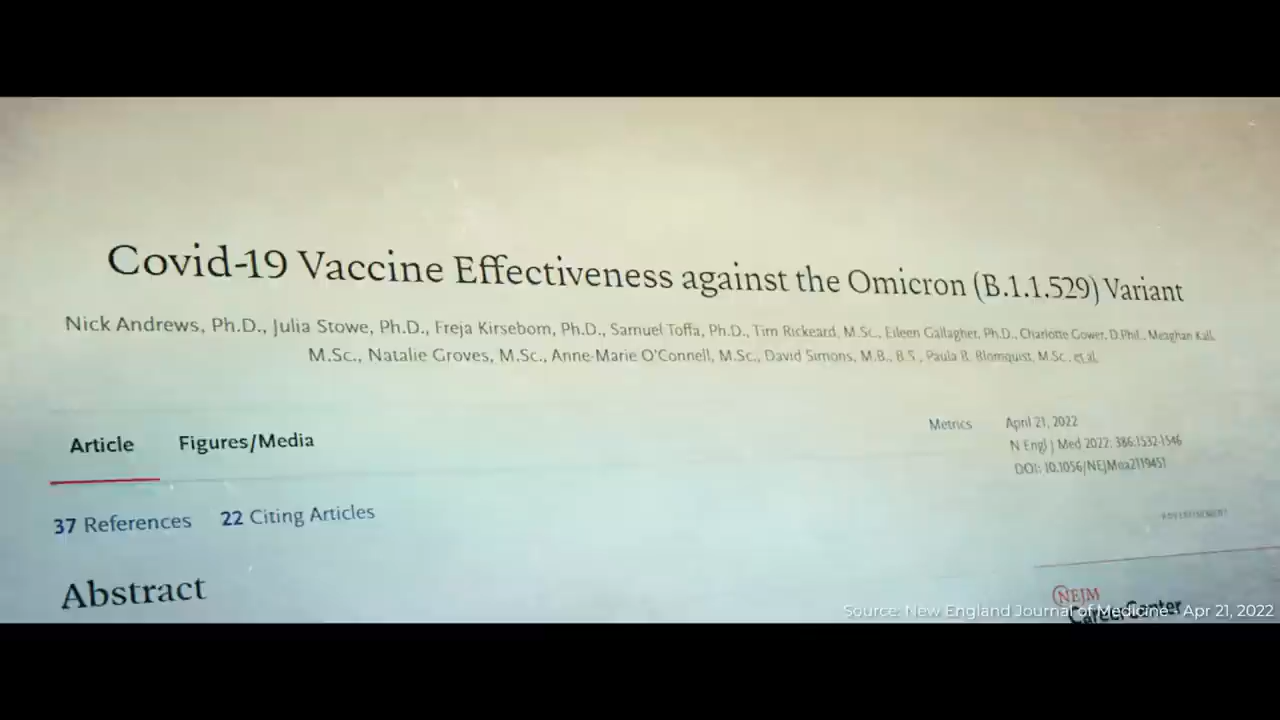 Covid-19 Vaccine Effectiveness against the Omicron (B.1.1.529) Variant
Nick Andrews, Ph.D., Julia Stowe, Ph.D., Freja Kirsebom, Ph.D., Samuel Toffa, Ph.D., Tim Rickeard, M.Sc., Eileen Gallagher, Ph.D., Charlotte Gower, D.Phil., Meaghan Kall,
M.Sc., Natalie Groves, M.Sc., Anne-Marie O'Connell, M.Sc., David Simons, M.B., B.S., Paula B. Blomquist, M.Sc., et al.
Article Figures/Media
Metrics April 21, 2022
N Engl J Med 2022; 386:1532-1546
DOI: 10.1056/NEJMoa2119451
37 References 22 Citing Articles
ADVERTISEMENT
Abstract
NEJM
Career Center
Source: New England Journal of Medicine - Apr 21, 2022